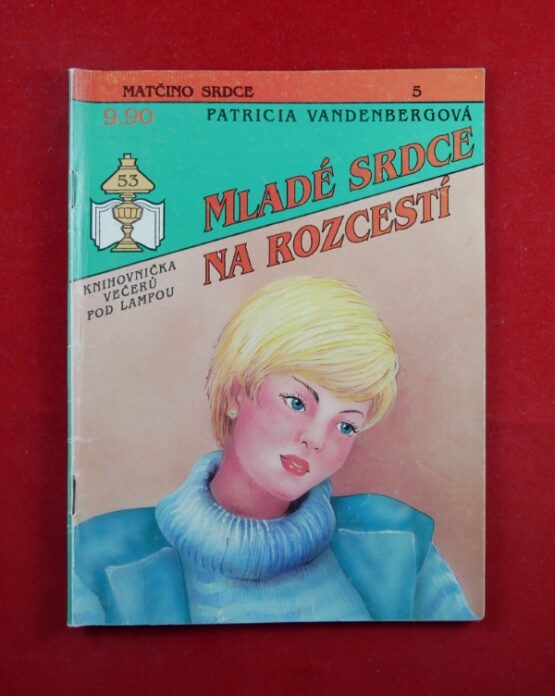 MATČINO SRDCE 5
9.90 PATRICIA VANDENBERGOVÁ
53
MLADÉ SRDCE
NA ROZCESTÍ
KNIHOVNIČKA
VEČERŮ
POD LAMPOU